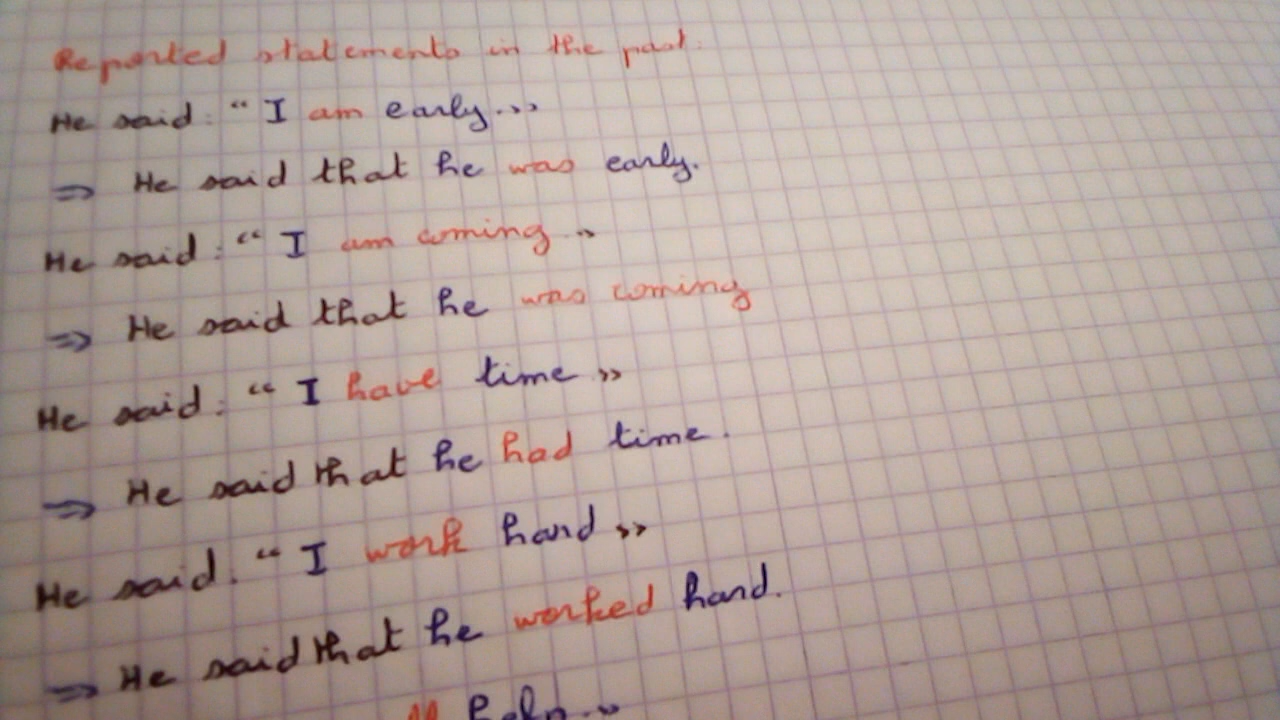 Reported statements in the past.
He said: "I am early."
⇒ He said that he was early.
He said: "I am coming"
⇒ He said that he was coming
He said: "I have time"
⇒ He said that he had time.
He said: "I work hard"
⇒ He said that he worked hard.
help."